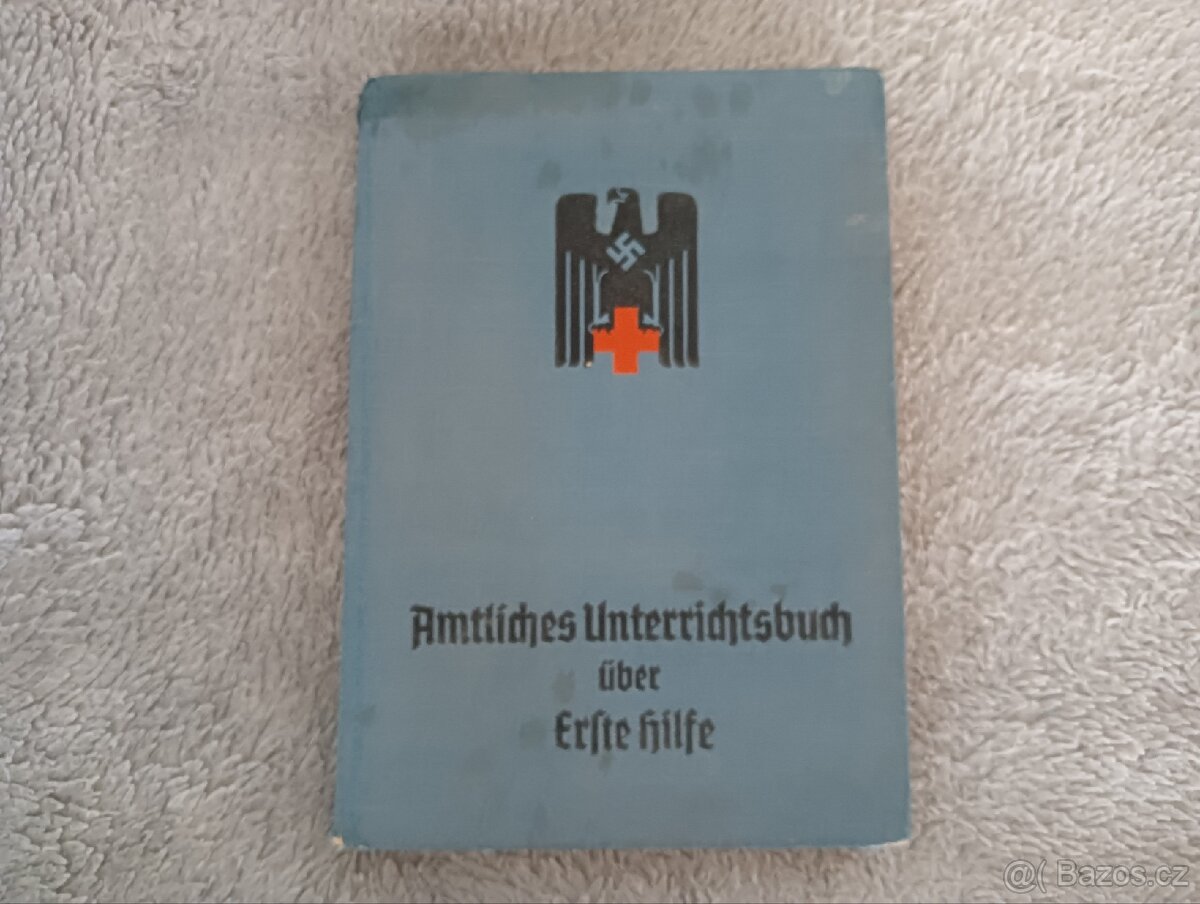 Amtliches Unterrichtsbuch
über
Erste Hilfe
@( Bazos.cz